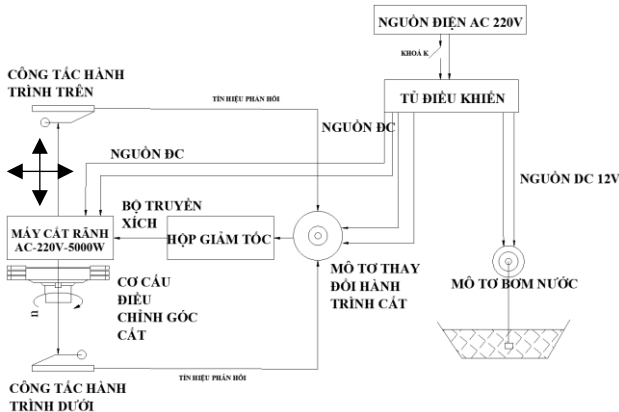 NGUỒN ĐIỆN AC 220V
KHOÁ K
CÔNG TẮC HÀNH
TRÌNH TRÊN
TÍN HIỆU PHẢN HỒI
TỦ ĐIỀU KHIỂN
NGUỒN ĐC
NGUỒN ĐC
NGUỒN DC 12V
MÁY CẮT RÃNH
AC-220V-5000W
BỘ TRUYỀN
XÍCH
HỘP GIẢM TỐC
MÔ TƠ THAY
ĐỔI HÀNH
TRÌNH CẮT
MÔ TƠ BƠM NƯỚC
CƠ CẤU
ĐIỀU
CHỈNH GÓC
CẮT
n
TÍN HIỆU PHẢN HỒI
CÔNG TẮC HÀNH
TRÌNH DƯỚI